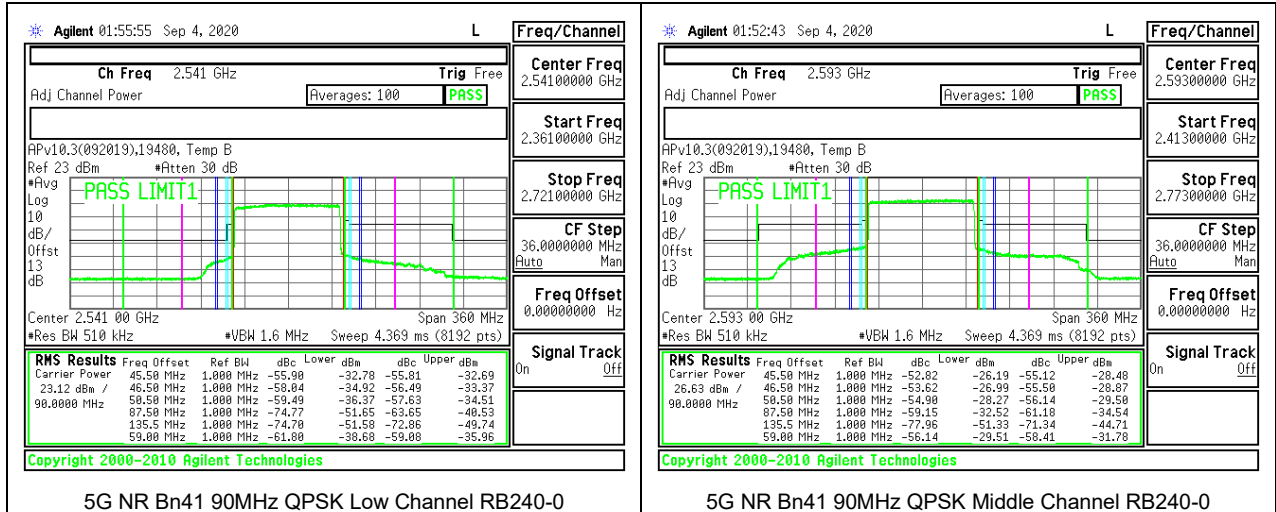 Agilent 01:55:55 Sep 4, 2020 L Freq/Channel
Ch Freq 2.541 GHz Trig Free
Adj Channel Power Averages: 100 PASS
APv10.3(092019),19480, Temp B
Ref 23 dBm #Atten 30 dB
#Avg
Log
10
dB/
Offst
13
dB
PASS LIMIT1
Center 2.541 00 GHz Span 360 MHz
#Res BW 510 kHz #VBW 1.6 MHz Sweep 4.369 ms (8192 pts)
RMS Results Freq Offset Ref BW dBc Lower dBm dBc Upper dBm
Carrier Power 45.50 MHz 1.000 MHz -55.90 -32.78 -55.81 -32.69
23.12 dBm / 46.50 MHz 1.000 MHz -58.04 -34.92 -56.49 -33.37
90.0000 MHz 50.50 MHz 1.000 MHz -59.49 -36.37 -57.63 -34.51
87.50 MHz 1.000 MHz -74.77 -51.65 -63.65 -40.53
135.5 MHz 1.000 MHz -74.70 -51.58 -72.86 -49.74
59.00 MHz 1.000 MHz -61.80 -38.68 -59.08 -35.96
Copyright 2000-2010 Agilent Technologies
Center Freq
2.54100000 GHz
Start Freq
2.36100000 GHz
Stop Freq
2.72100000 GHz
CF Step
36.0000000 MHz
Auto Man
Freq Offset
0.00000000 Hz
Signal Track
On Off
5G NR Bn41 90MHz QPSK Low Channel RB240-0
Agilent 01:52:43 Sep 4, 2020 L Freq/Channel
Ch Freq 2.593 GHz Trig Free
Adj Channel Power Averages: 100 PASS
APv10.3(092019),19480, Temp B
Ref 23 dBm #Atten 30 dB
#Avg
Log
10
dB/
Offst
13
dB
PASS LIMIT1
Center 2.593 00 GHz Span 360 MHz
#Res BW 510 kHz #VBW 1.6 MHz Sweep 4.369 ms (8192 pts)
RMS Results Freq Offset Ref BW dBc Lower dBm dBc Upper dBm
Carrier Power 45.50 MHz 1.000 MHz -52.82 -26.19 -55.12 -28.48
26.63 dBm / 46.50 MHz 1.000 MHz -53.62 -26.99 -55.50 -28.87
90.0000 MHz 50.50 MHz 1.000 MHz -54.90 -28.27 -56.14 -29.50
87.50 MHz 1.000 MHz -59.15 -32.52 -61.18 -34.54
135.5 MHz 1.000 MHz -77.96 -51.33 -71.34 -44.71
59.00 MHz 1.000 MHz -56.14 -29.51 -58.41 -31.78
Copyright 2000-2010 Agilent Technologies
Center Freq
2.59300000 GHz
Start Freq
2.41300000 GHz
Stop Freq
2.77300000 GHz
CF Step
36.0000000 MHz
Auto Man
Freq Offset
0.00000000 Hz
Signal Track
On Off
5G NR Bn41 90MHz QPSK Middle Channel RB240-0